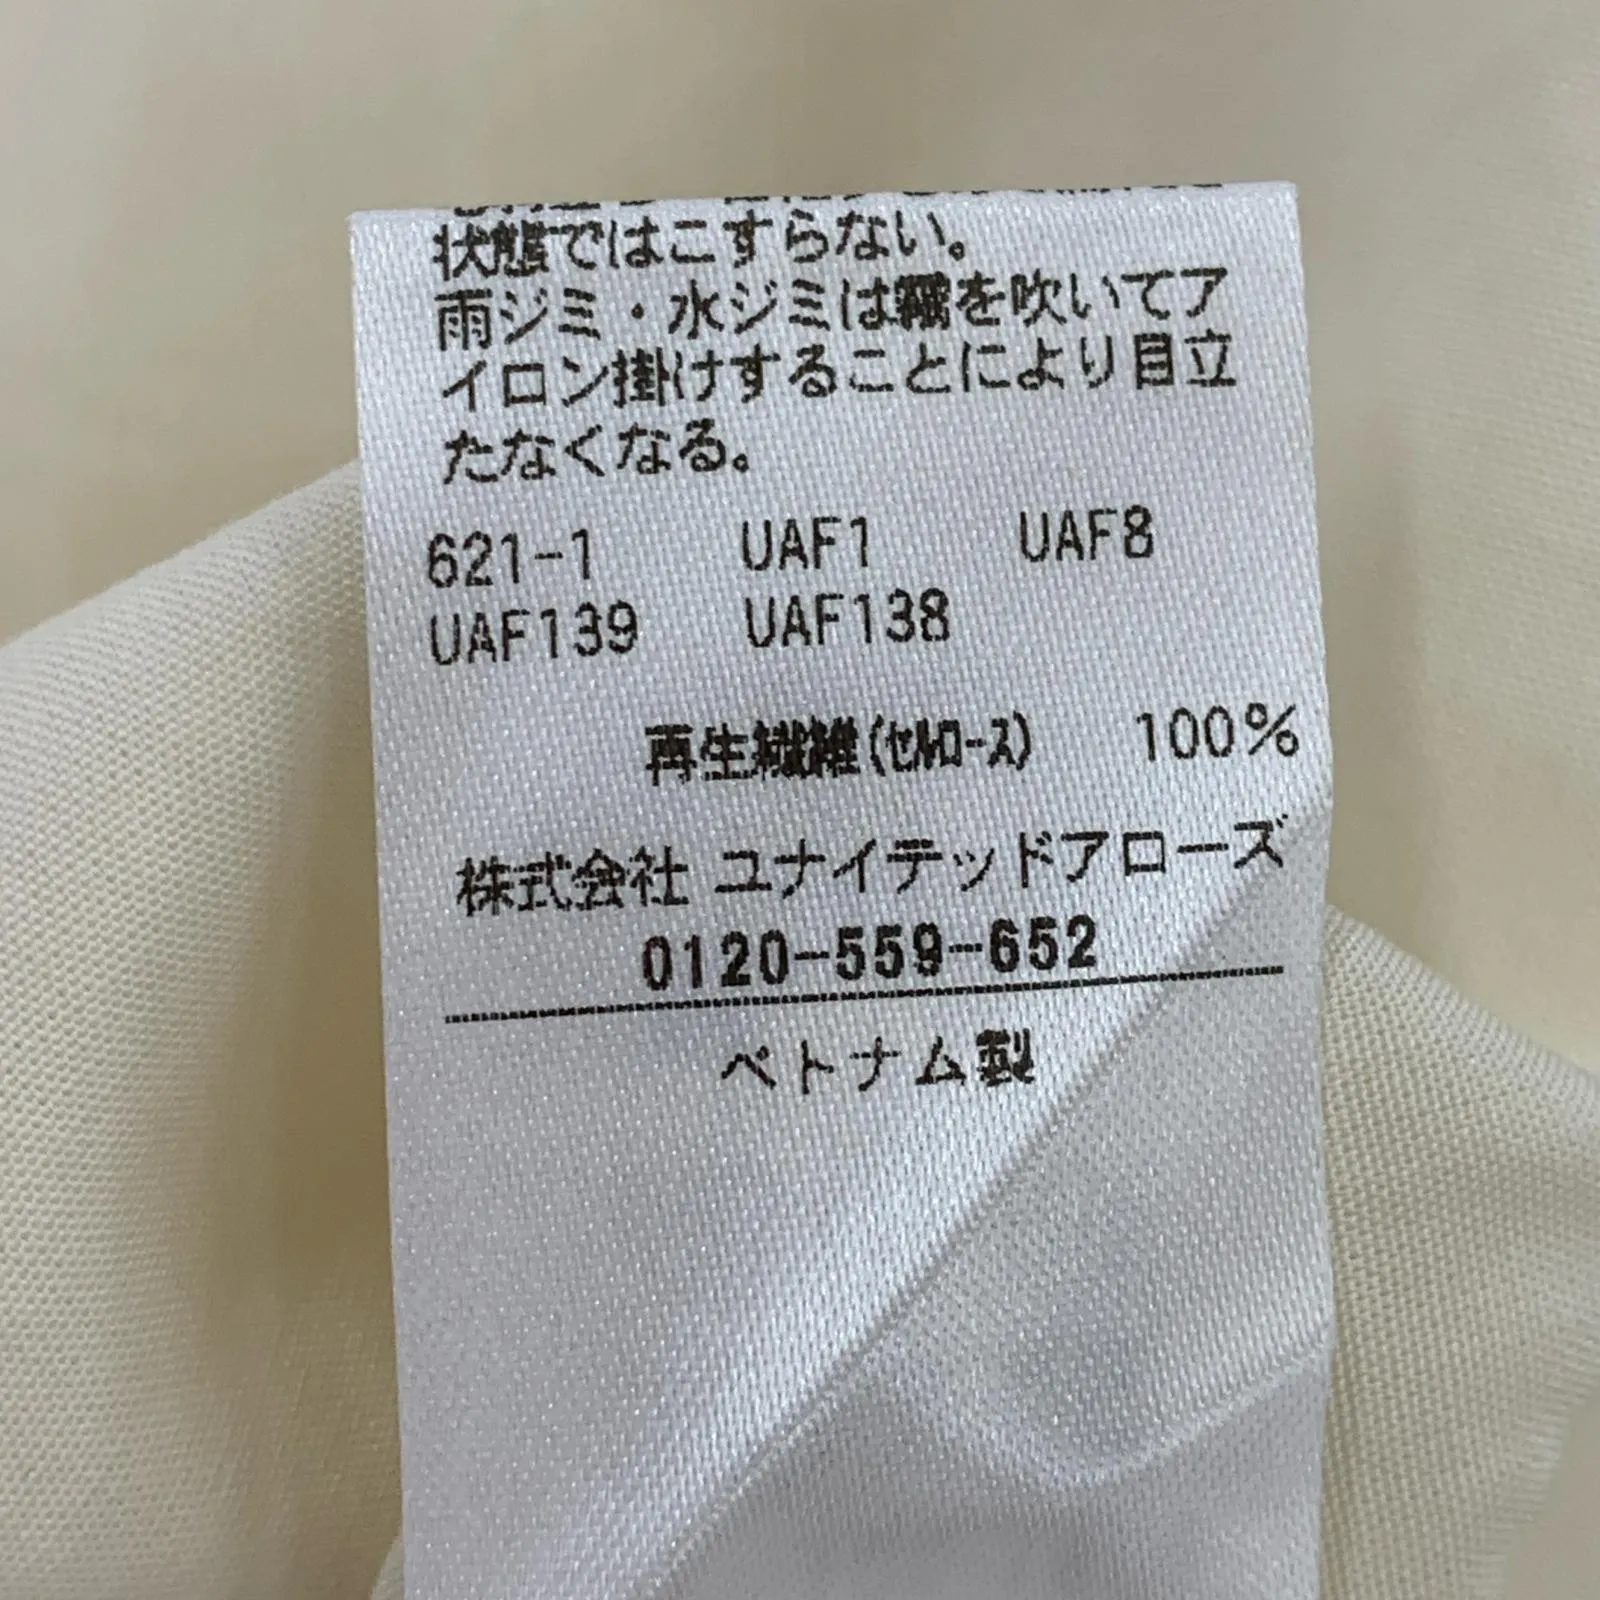 状態ではこすらない。
雨ジミ・水ジミは霧を吹いてア
イロン掛けすることにより目立
たなくなる。
621-1 UAF1 UAF8
UAF139 UAF138
再生繊維(セルロース) 100%
株式会社 ユナイテッドアローズ
0120-559-652
ベトナム製